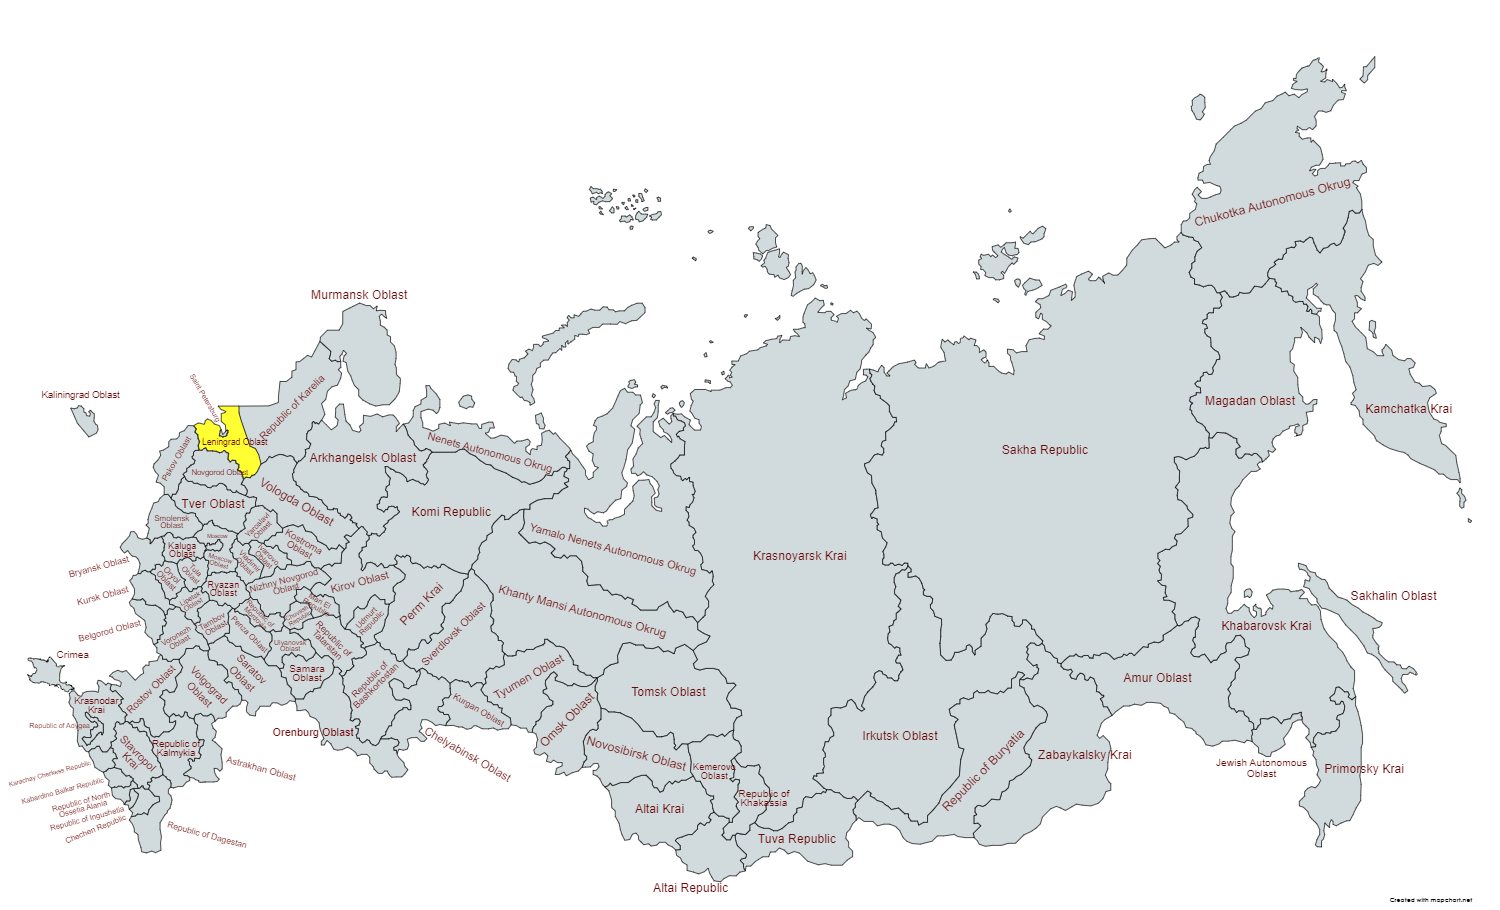 Chukotka Autonomous Okrug
Murmansk Oblast
Kaliningrad Oblast
Saint Petersburg
Republic of Karelia
Magadan Oblast
Kamchatka Krai
Leningrad Oblast
Pskov Oblast
Arkhangelsk Oblast
Nenets Autonomous Okrug
Sakha Republic
Novgorod Oblast
Vologda Oblast
Tver Oblast
Komi Republic
Smolensk
Oblast
Yaroslavl
Oblast
Moscow
Kostroma
Oblast
Yamalo Nenets Autonomous Okrug
Krasnoyarsk Krai
Kaluga
Oblast
Ivanovo
Oblast
Vladimir
Oblast
Moscow
Oblast
Bryansk Oblast
Oryol
Oblast
Tula
Oblast
Ryazan
Oblast
Nizhny Novgorod
Oblast
Kirov Oblast
Perm Krai
Khanty Mansi Autonomous Okrug
Kursk Oblast
Lipetsk
Oblast
Republic of
Mordovia
Chuvash
Republic
Mari El
Republic
Udmurt
Republic
Sakhalin Oblast
Khabarovsk Krai
Belgorod Oblast
Voronezh
Oblast
Tambov
Oblast
Penza Oblast
Ulyanovsk
Oblast
Republic of
Tatarstan
Sverdlovsk Oblast
Crimea
Saratov
Oblast
Samara
Oblast
Republic of
Bashkortostan
Tyumen Oblast
Tomsk Oblast
Amur Oblast
Krasnodar
Krai
Rostov Oblast
Volgograd
Oblast
Kurgan Oblast
Omsk Oblast
Republic of Adygea
Orenburg Oblast
Irkutsk Oblast
Stavropol
Krai
Republic of
Kalmykia
Chelyabinsk Oblast
Novosibirsk Oblast
Republic of Buryatia
Zabaykalsky Krai
Karachay Cherkess Republic
Astrakhan Oblast
Kemerovo
Oblast
Jewish Autonomous
Oblast
Primorsky Krai
Kabardino Balkar Republic
Republic of North
Ossetia Alania
Republic of
Khakassia
Altai Krai
Republic of Ingushetia
Chechen Republic
Republic of Dagestan
Tuva Republic
Altai Republic
Created with mapchart.net